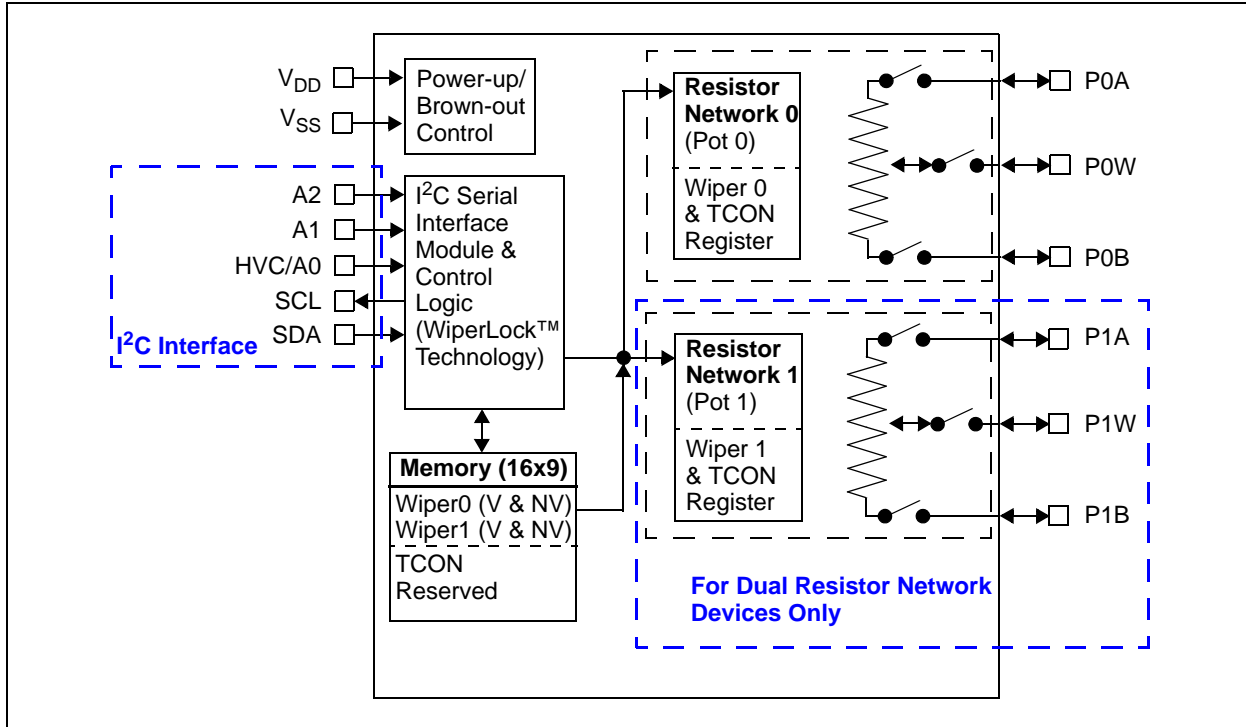 V_DD
V_SS
Power-up/
Brown-out
Control
A2
A1
HVC/A0
SCL
SDA
I²C Interface
I²C Serial
Interface
Module &
Control
Logic
(WiperLock™
Technology)
Memory (16x9)
Wiper0 (V & NV)
Wiper1 (V & NV)
TCON
Reserved
Resistor
Network 0
(Pot 0)
Wiper 0
& TCON
Register
P0A
P0W
P0B
Resistor
Network 1
(Pot 1)
Wiper 1
& TCON
Register
P1A
P1W
P1B
For Dual Resistor Network
Devices Only